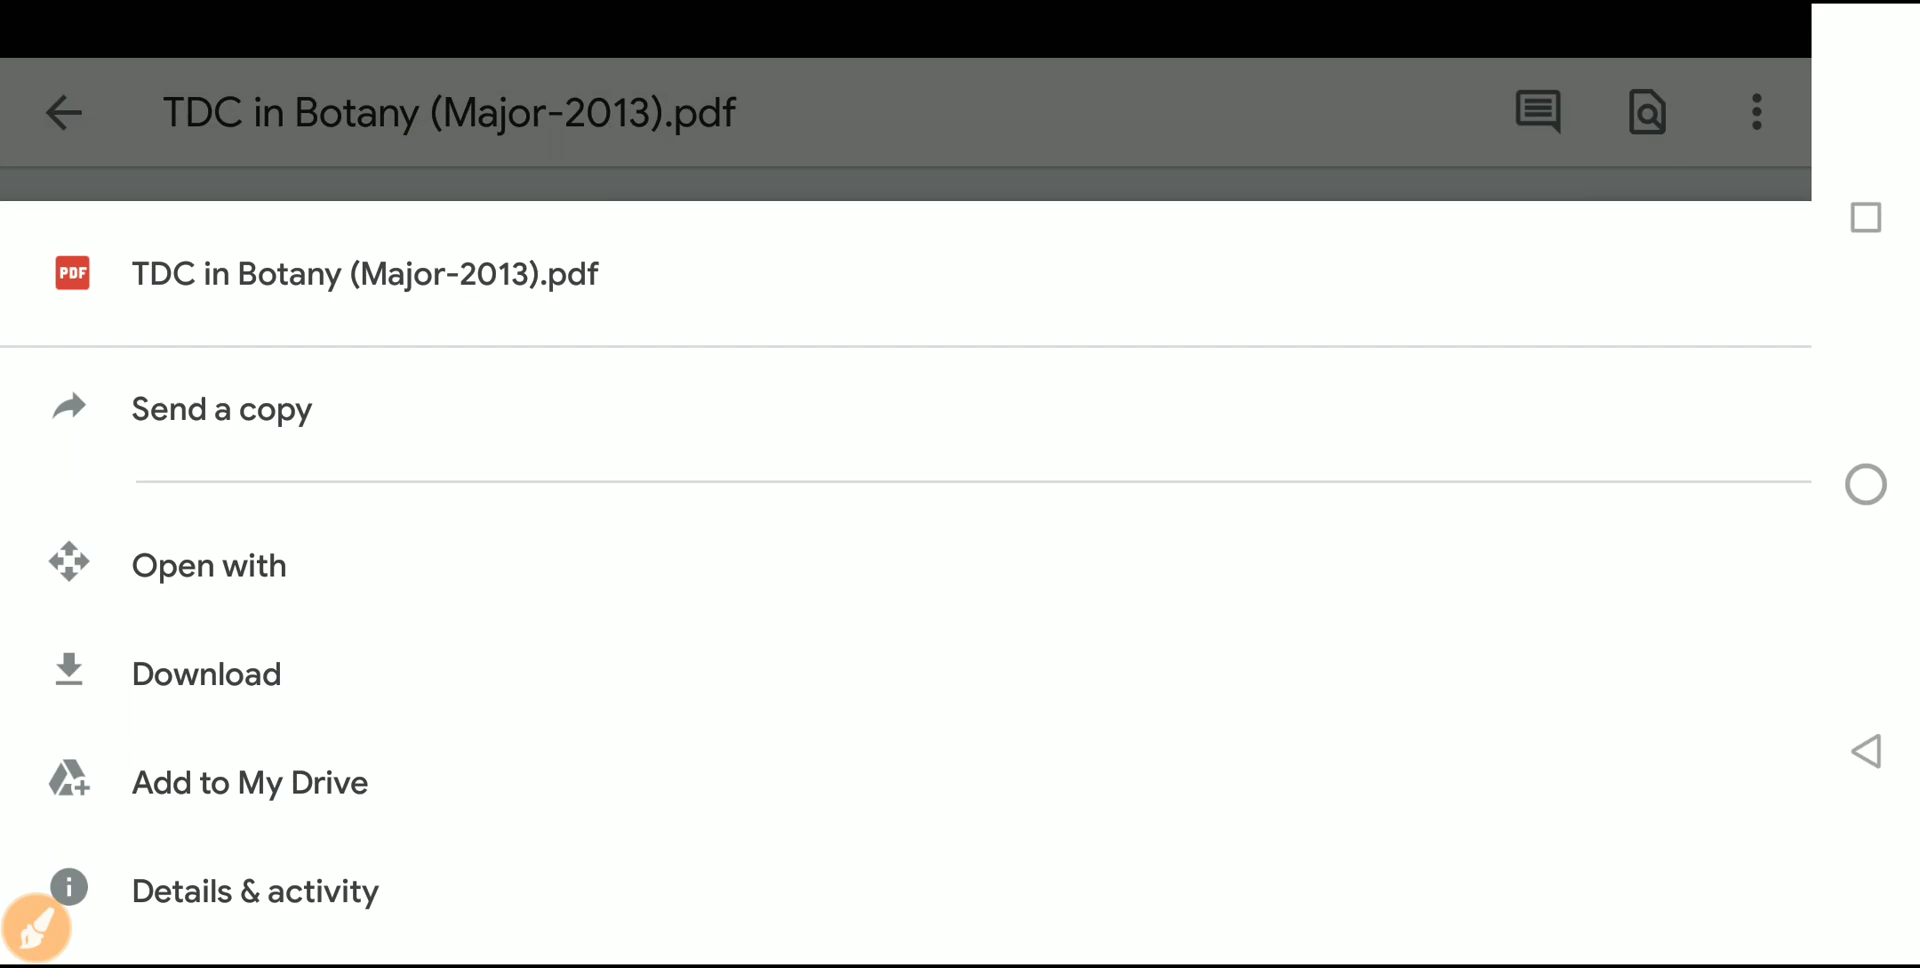 TDC in Botany (Major-2013).pdf
PDF TDC in Botany (Major-2013).pdf
Send a copy
Open with
Download
Add to My Drive
Details & activity